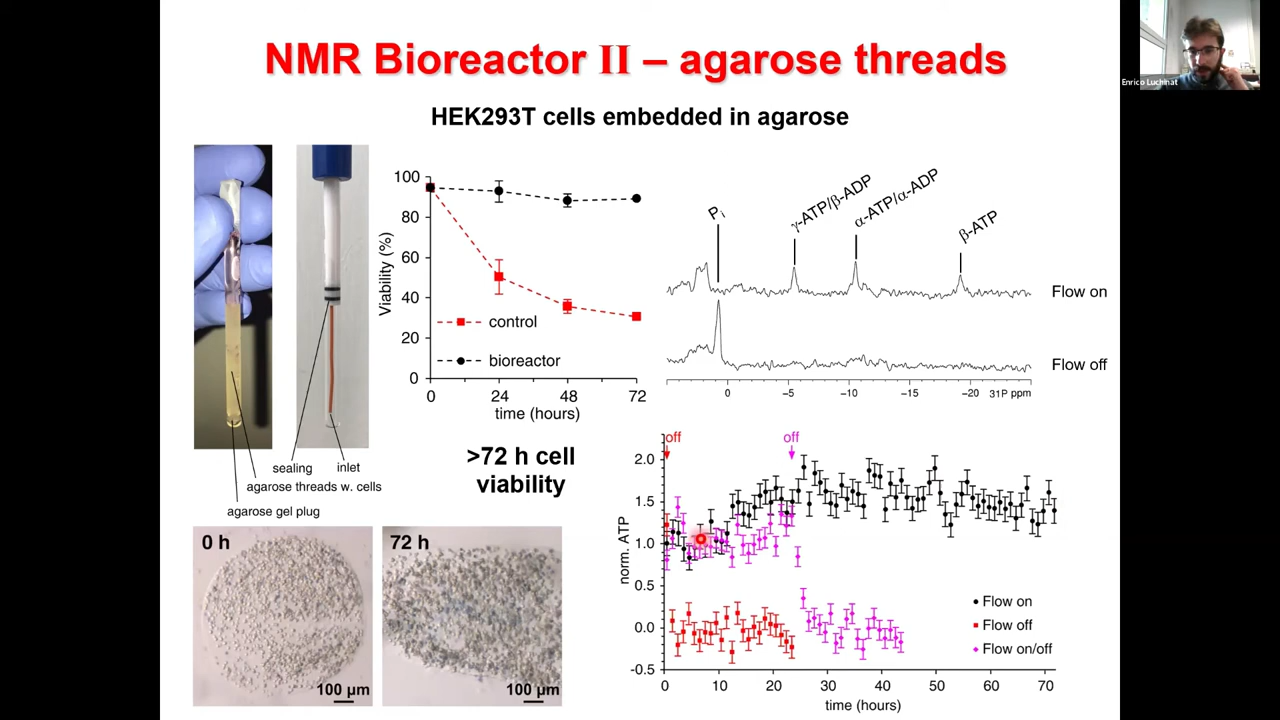 NMR Bioreactor II – agarose threads
HEK293T cells embedded in agarose
Enrico Luchinat
sealing
inlet
agarose threads w. cells
agarose gel plug
100
80
60
40
20
0
Viability (%)
control
bioreactor
0
24
48
72
time (hours)
Pi
γ-ATP/β-ADP
α-ATP/α-ADP
β-ATP
Flow on
Flow off
0
−5
−10
−15
−20
31P ppm
>72 h cell
viability
0 h
100 µm
72 h
100 µm
off
off
2.0
1.5
1.0
0.5
0.0
-0.5
norm. ATP
Flow on
Flow off
Flow on/off
0
10
20
30
40
50
60
70
time (hours)